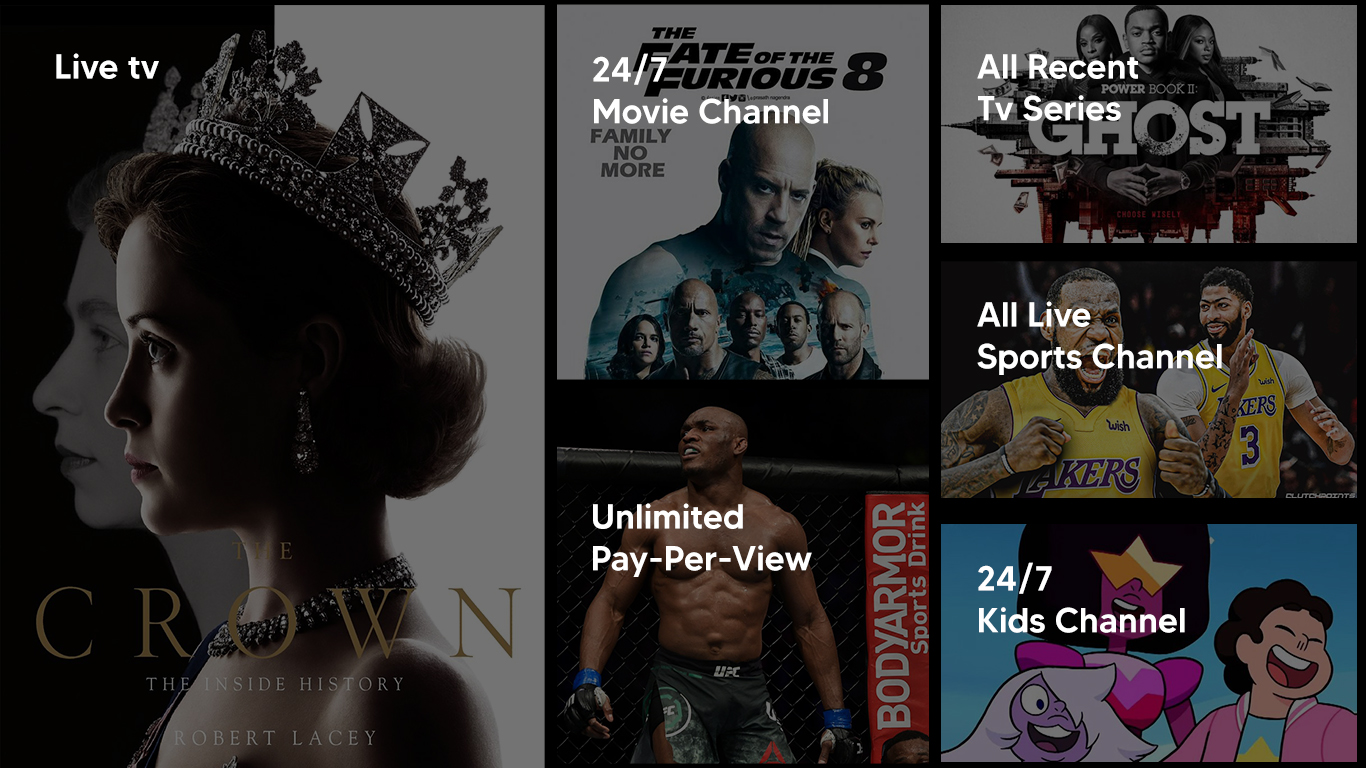 Live tv
THE
CROWN
THE INSIDE HISTORY
ROBERT LACEY
THE
FATE OF THE
FURIOUS 8
24/7
Movie Channel
FAMILY
NO
MORE
Unlimited
Pay-Per-View
BODYARMOR
Sports Drink
UFC
All Recent
Tv Series
POWER BOOK II:
GHOST
CHOOSE WISELY
All Live
Sports Channel
wish
LAKERS
wish
LAKERS
3
CLUTCHPOINTS
24/7
Kids Channel